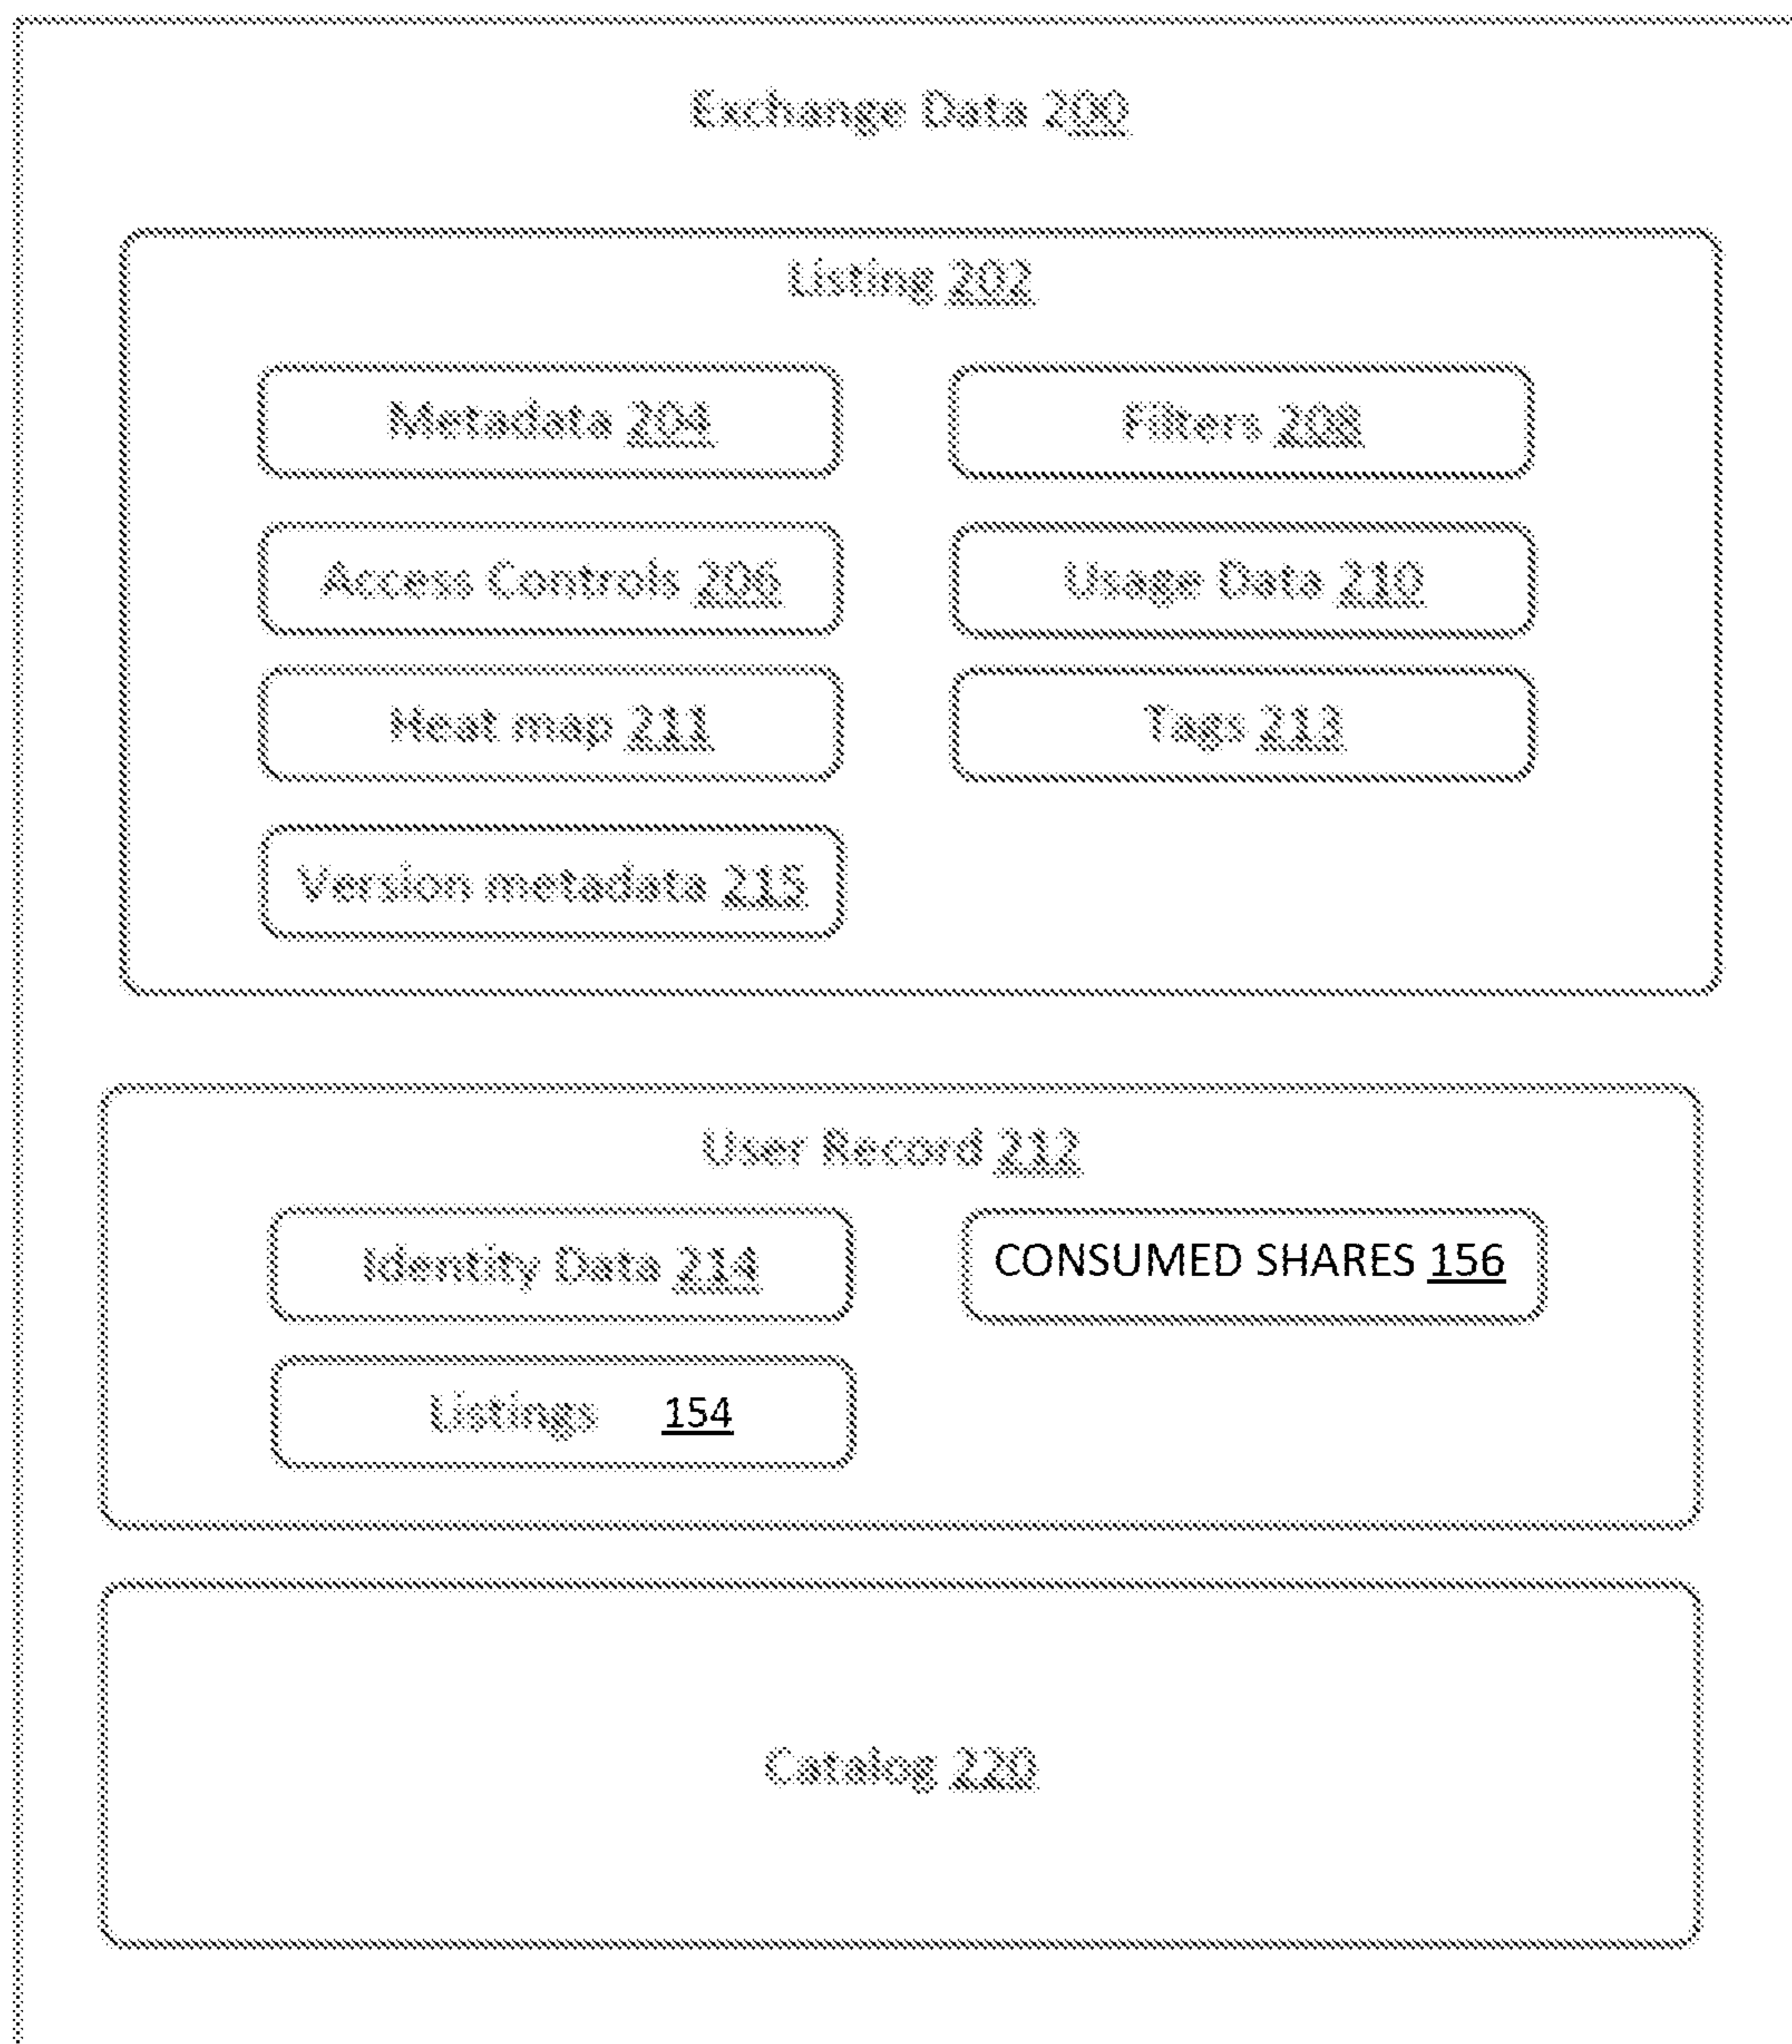 Exchange Data 200
Listing 202
Metadata 204
Filters 208
Access Controls 206
Usage Data 210
Heat map 211
Tags 213
Version metadata 215
User Record 212
Identity Data 214
CONSUMED SHARES 156
Listings 154
Catalog 220